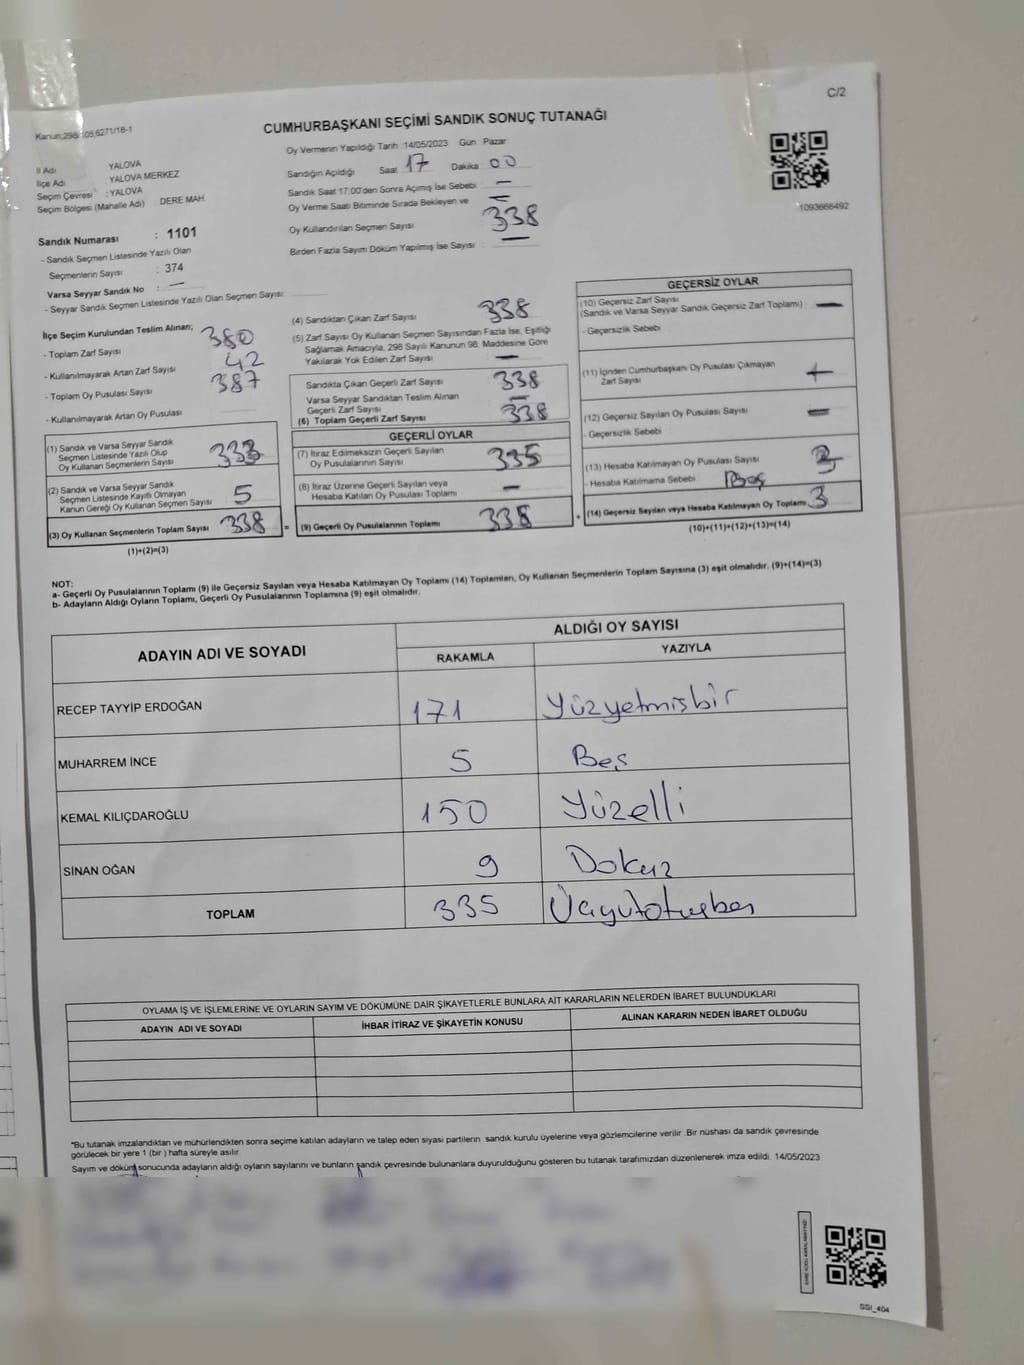 C/2
Kanun:298/105;6271/18-1
CUMHURBAŞKANI SEÇİMİ SANDIK SONUÇ TUTANAĞI
Oy Vermenin Yapıldığı Tarih 14/05/2023 Gün Pazar
İl Adı YALOVA
İlçe Adı YALOVA MERKEZ
Seçim Çevresi : YALOVA
Seçim Bölgesi (Mahalle Adı) DERE MAH.
Sandığın Açıldığı Saat 17 Dakika 00
Sandık Saat 17:00'den Sonra Açımış İse Sebebi —
Oy Verme Saati Bitiminde Sırada Bekleyen ve —
Oy Kullandırılan Seçmen Sayısı 338
Birden Fazla Sayım Döküm Yapılmış İse Sayısı —
1093666492
Sandık Numarası : 1101
- Sandık Seçmen Listesinde Yazılı Olan
Seçmenlerin Sayısı : 374
Varsa Seyyar Sandık No : —
- Seyyar Sandık Seçmen Listesinde Yazılı Olan Seçmen Sayısı:
İlçe Seçim Kurulundan Teslim Alınan;
- Toplam Zarf Sayısı 380
- Kullanılmayarak Artan Zarf Sayısı 42
- Toplam Oy Pusulası Sayısı 387
- Kullanılmayarak Artan Oy Pusulası
(1) Sandık ve Varsa Seyyar Sandık
Seçmen Listesinde Yazılı Olup
Oy Kullanan Seçmenlerin Sayısı 333
(2) Sandık ve Varsa Seyyar Sandık
Seçmen Listesinde Kayıtlı Olmayan
Kanun Gereği Oy Kullanan Seçmen Sayısı 5
(3) Oy Kullanan Seçmenlerin Toplam Sayısı 338 =
(1)+(2)=(3)
(4) Sandıktan Çıkan Zarf Sayısı 338
(5) Zarf Sayısı Oy Kullanan Seçmen Sayısından Fazla İse, Eşitliği
Sağlamak Amacıyla, 298 Sayılı Kanunun 98. Maddesine Göre
Yakılarak Yok Edilen Zarf Sayısı —
Sandıkta Çıkan Geçerli Zarf Sayısı 338
Varsa Seyyar Sandıktan Teslim Alınan
Geçerli Zarf Sayısı —
(6) Toplam Geçerli Zarf Sayısı 338
GEÇERLİ OYLAR
(7) İtiraz Edilmeksizin Geçerli Sayılan
Oy Pusulalarının Sayısı 335
(8) İtiraz Üzerine Geçerli Sayılan veya
Hesaba Katılan Oy Pusulası Toplamı —
(9) Geçerli Oy Pusulalarının Toplamı 338 +
GEÇERSİZ OYLAR
(10) Geçersiz Zarf Sayısı
(Sandık ve Varsa Seyyar Sandık Geçersiz Zarf Toplamı) : —
- Geçersizlik Sebebi
(11) İçinden Cumhurbaşkanı Oy Pusulası Çıkmayan
Zarf Sayısı
(12) Geçersiz Sayılan Oy Pusulası Sayısı —
- Geçersizlik Sebebi
(13) Hesaba Katılmayan Oy Pusulası Sayısı
- Hesaba Katılmama Sebebi Boş
(14) Geçersiz Sayılan veya Hesaba Katılmayan Oy Toplamı 3
(10)+(11)+(12)+(13)=(14)
NOT:
a- Geçerli Oy Pusulalarının Toplamı (9) ile Geçersiz Sayılan veya Hesaba Katılmayan Oy Toplamı (14) Toplamları, Oy Kullanan Seçmenlerin Toplam Sayısına (3) eşit olmalıdır. (9)+(14)=(3)
b- Adayların Aldığı Oyların Toplamı, Geçerli Oy Pusulalarının Toplamına (9) eşit olmalıdır.
ADAYIN ADI VE SOYADI
ALDIĞI OY SAYISI
RAKAMLA YAZIYLA
RECEP TAYYİP ERDOĞAN 171 Yüzyetmişbir
MUHARREM İNCE 5 Beş
KEMAL KILIÇDAROĞLU 150 Yüzelli
SİNAN OĞAN 9 Dokuz
TOPLAM 335
OYLAMA İŞ VE İŞLEMLERİNE VE OYLARIN SAYIM VE DÖKÜMÜNE DAİR ŞİKAYETLERLE BUNLARA AİT KARARLARIN NELERDEN İBARET BULUNDUKLARI
ADAYIN ADI VE SOYADI İHBAR İTİRAZ VE ŞİKAYETİN KONUSU ALINAN KARARIN NEDEN İBARET OLDUĞU
*Bu tutanak imzalandıktan ve mühürlendikten sonra seçime katılan adayların ve talep eden siyasi partilerin sandık kurulu üyelerine veya gözlemcilerine verilir. Bir nüshası da sandık çevresinde
görülecek bir yere 1 (bir) hafta süreyle asılır
Sayım ve döküm sonucunda adayların aldığı oyların sayılarını ve bunların sandık çevresinde bulunanlara duyurulduğunu gösteren bu tutanak tarafımızdan düzenlenerek imza edildi. 14/05/2023
SSI_404